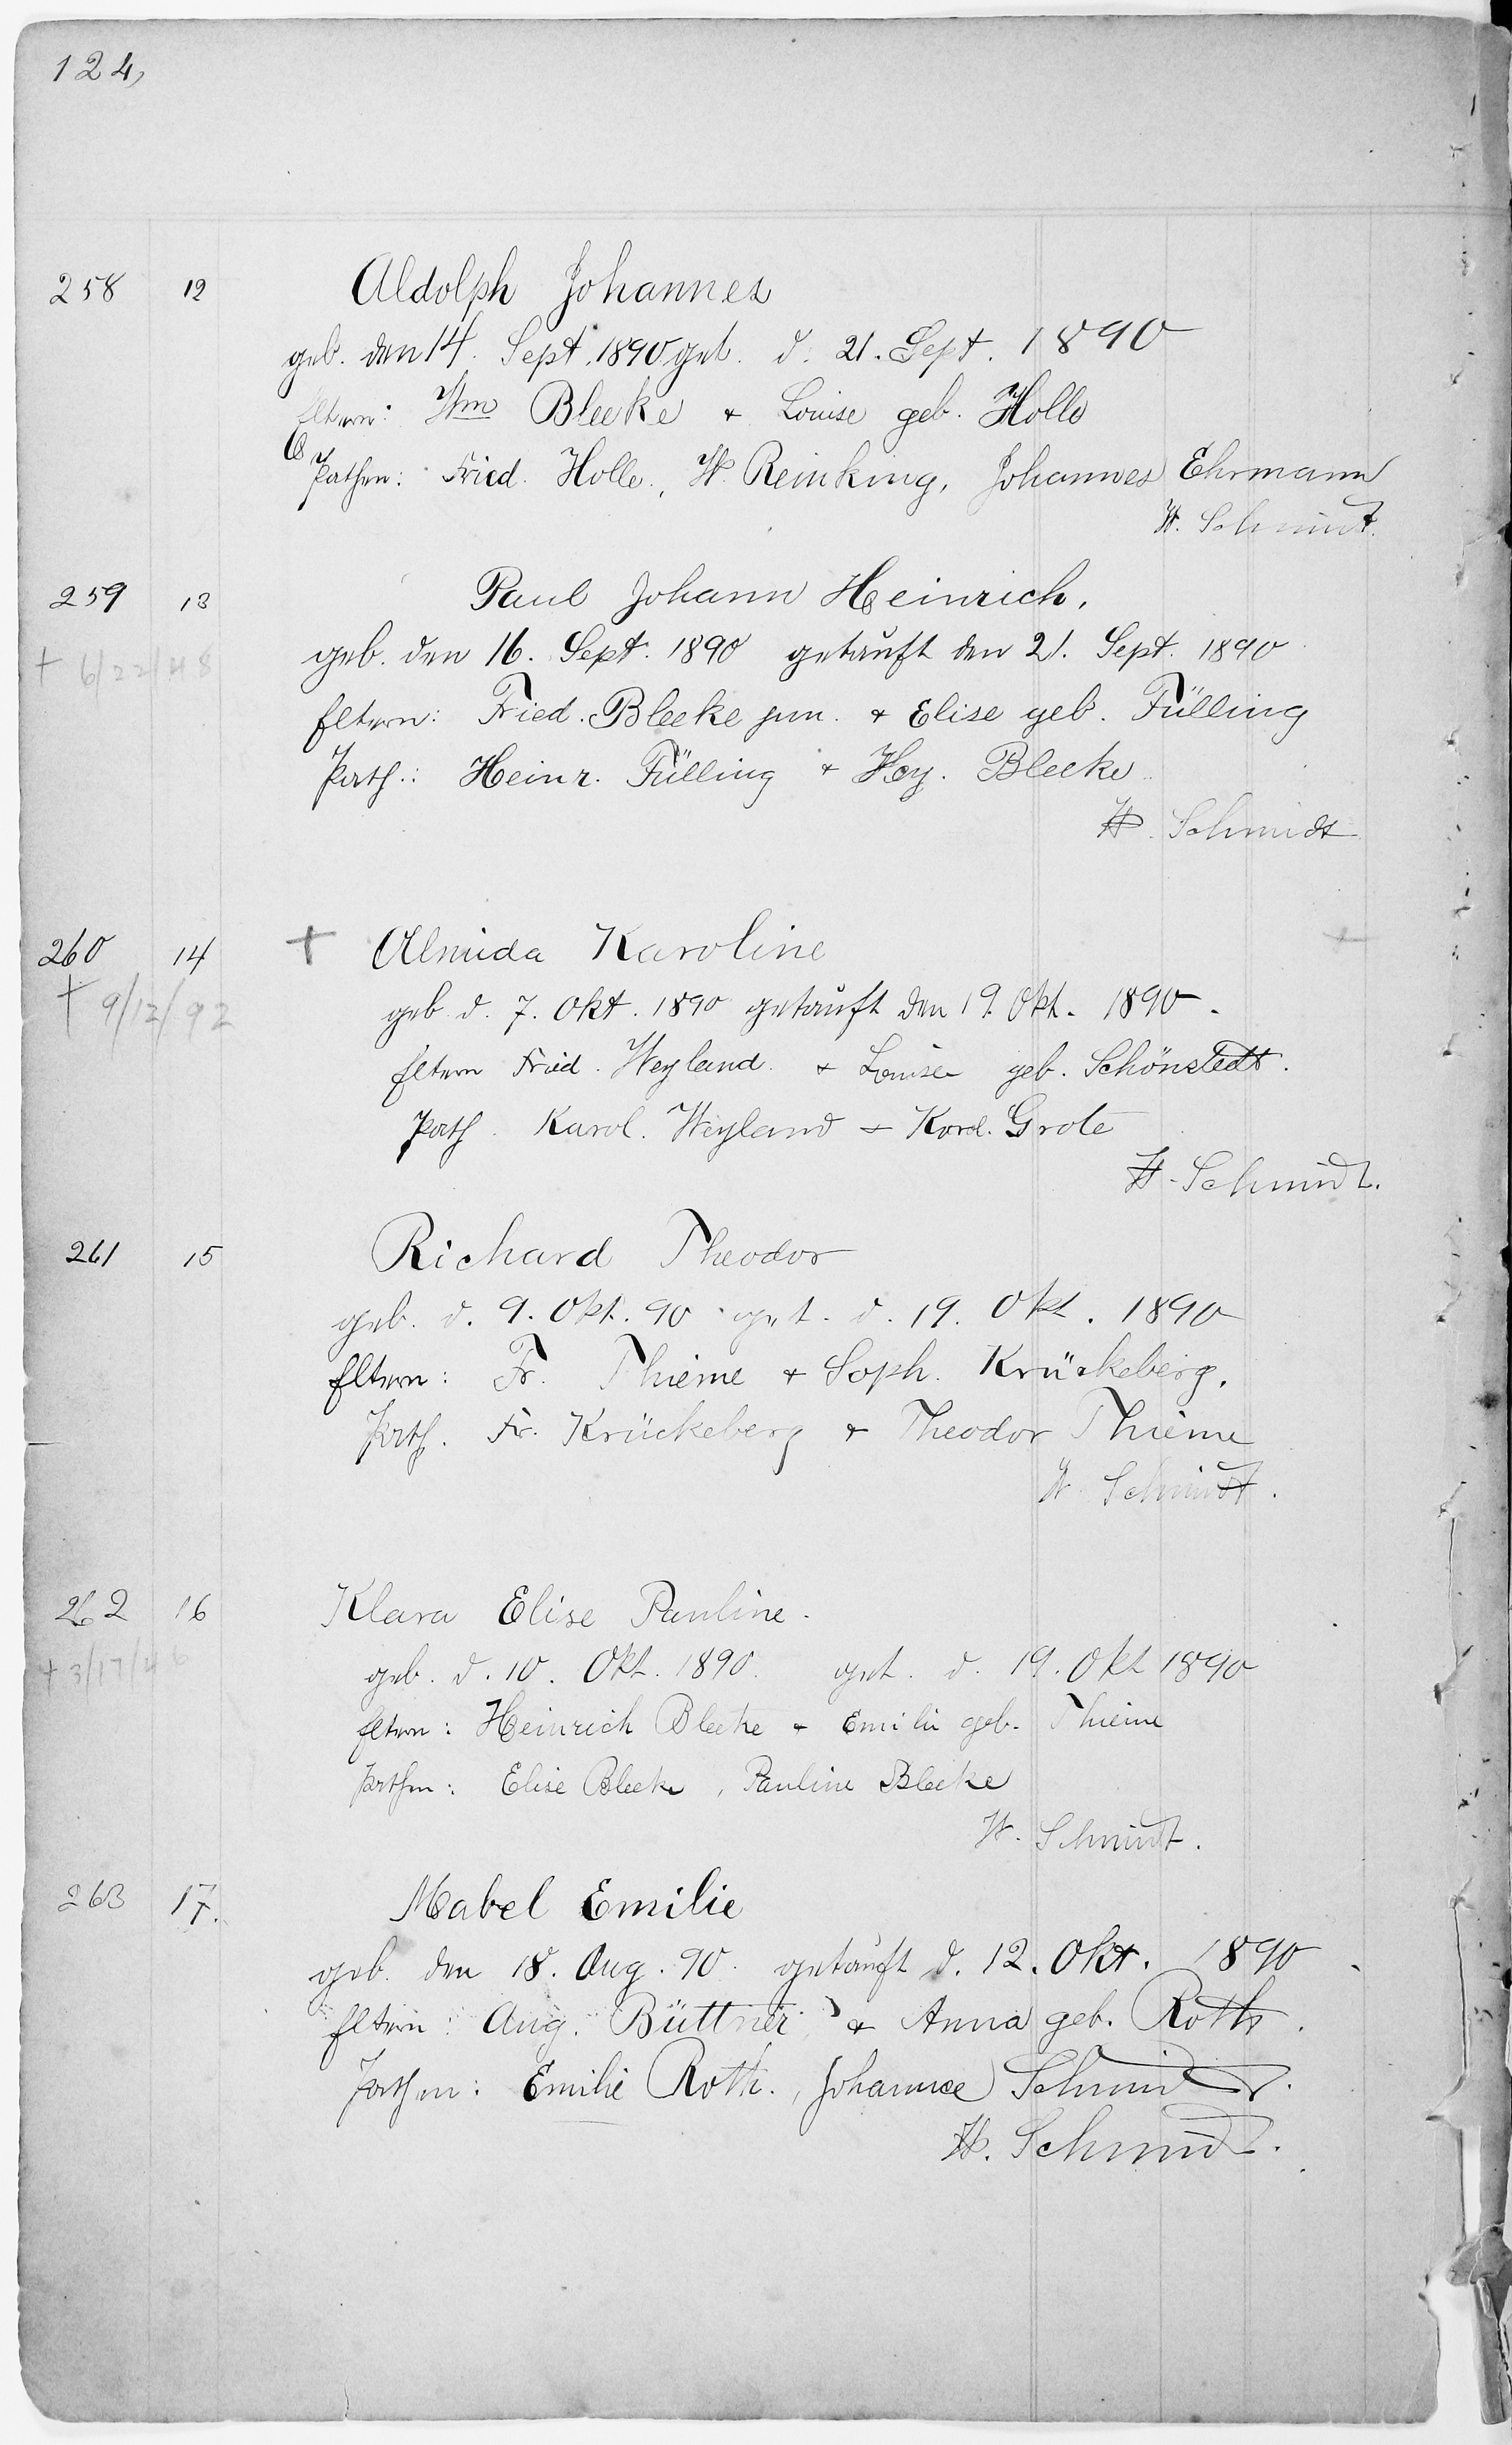 124,
258 12 Aldolph Johannes
geb. den 14. Sept. 1890 get. d. 21. Sept. 1890
Eltern: Wm Bleeke & Louise geb. Holle
Pathen: Fried. Holle, W. Reinking, Johannes Ehrmann
W. Schmidt.
259 13 Paul Johann Heinrich.
† 6/22/48
geb. den 16. Sept. 1890 getauft den 21. Sept. 1890
Eltern: Fried. Bleeke jun. & Elise geb. Fülling
Path.: Heinr. Fülling & Hy. Bleeke
W. Schmidt
260 14 † Almida Karoline †
† 9/12/92
geb. d. 7. Okt. 1890 getauft den 19. Okt. 1890.
Eltern Fried. Weyland. & Louise geb. Schönstedt.
Path. Karol. Weyland & Kord. Grote
W. Schmidt.
261 15 Richard Theodor
geb. d. 9. Okt. 90 get. d. 19. Okt. 1890
Eltern: Fr. Thieme & Soph. Krückeberg.
Path. Fr. Krückeberg & Theodor Thieme
W. Schmidt.
262 16 Klara Elise Pauline.
† 3/17/46
geb. d. 10. Okt. 1890. get. d. 19. Okt 1890
Eltern: Heinrich Bleeke & Emilie geb. Thieme
Pathen: Elise Bleeke, Pauline Bleeke
W. Schmidt.
263 17. Mabel Emilie
geb. den 18. Aug. 90. getauft d. 12. Okt. 1890.
Eltern: Aug. Büttner & Anna geb. Roth.
Pathen: Emilie Roth., Schmidt.
W. Schmidt.